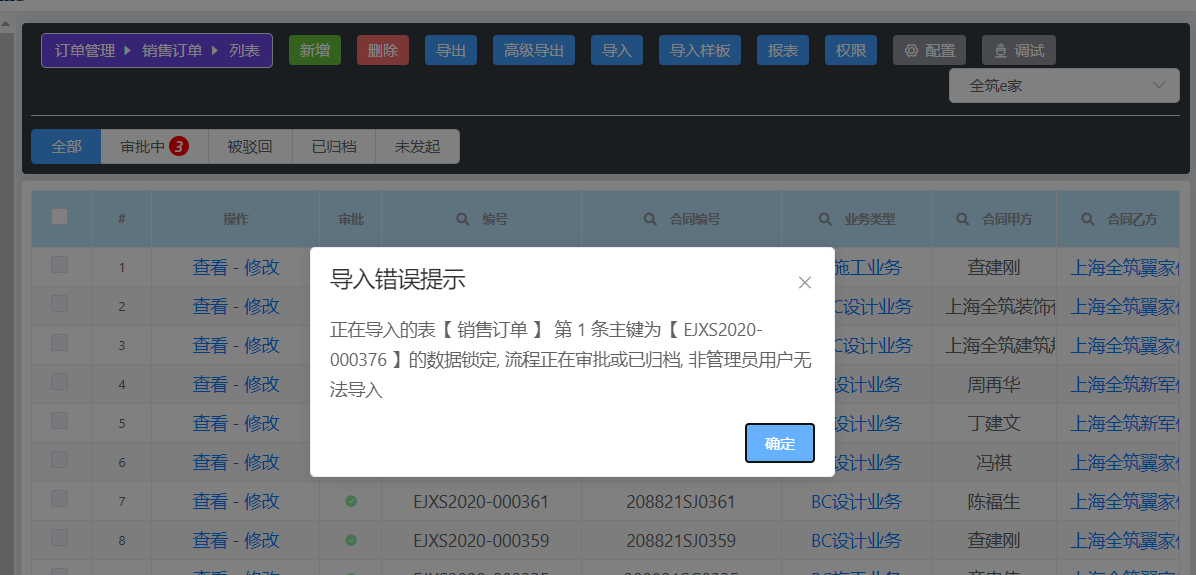 订单管理 销售订单 列表 新增 删除 导出 高级导出 导入 导入样板 报表 权限 配置 调试
全筑e家
全部 审批中 3 被驳回 已归档 未发起
# 操作 审批 编号 合同编号 业务类型 合同甲方 合同乙方
导入错误提示
正在导入的表【 销售订单 】 第 1 条主键为【 EJXS2020-
000376 】的数据锁定, 流程正在审批或已归档, 非管理员用户无
法导入
确定
1 查看 - 修改 施工业务 查建刚 上海全筑翼家
2 查看 - 修改 C设计业务 上海全筑装饰 上海全筑翼家
3 查看 - 修改 C设计业务 上海全筑建筑 上海全筑翼家
4 查看 - 修改 设计业务 周再华 上海全筑新军
5 查看 - 修改 设计业务 丁建文 上海全筑新军
6 查看 - 修改 设计业务 冯祺 上海全筑翼家
7 查看 - 修改 EJXS2020-000361 208821SJ0361 BC设计业务 陈福生 上海全筑翼家
8 查看 - 修改 EJXS2020-000359 208821SJ0359 BC设计业务 查建刚 上海全筑翼家